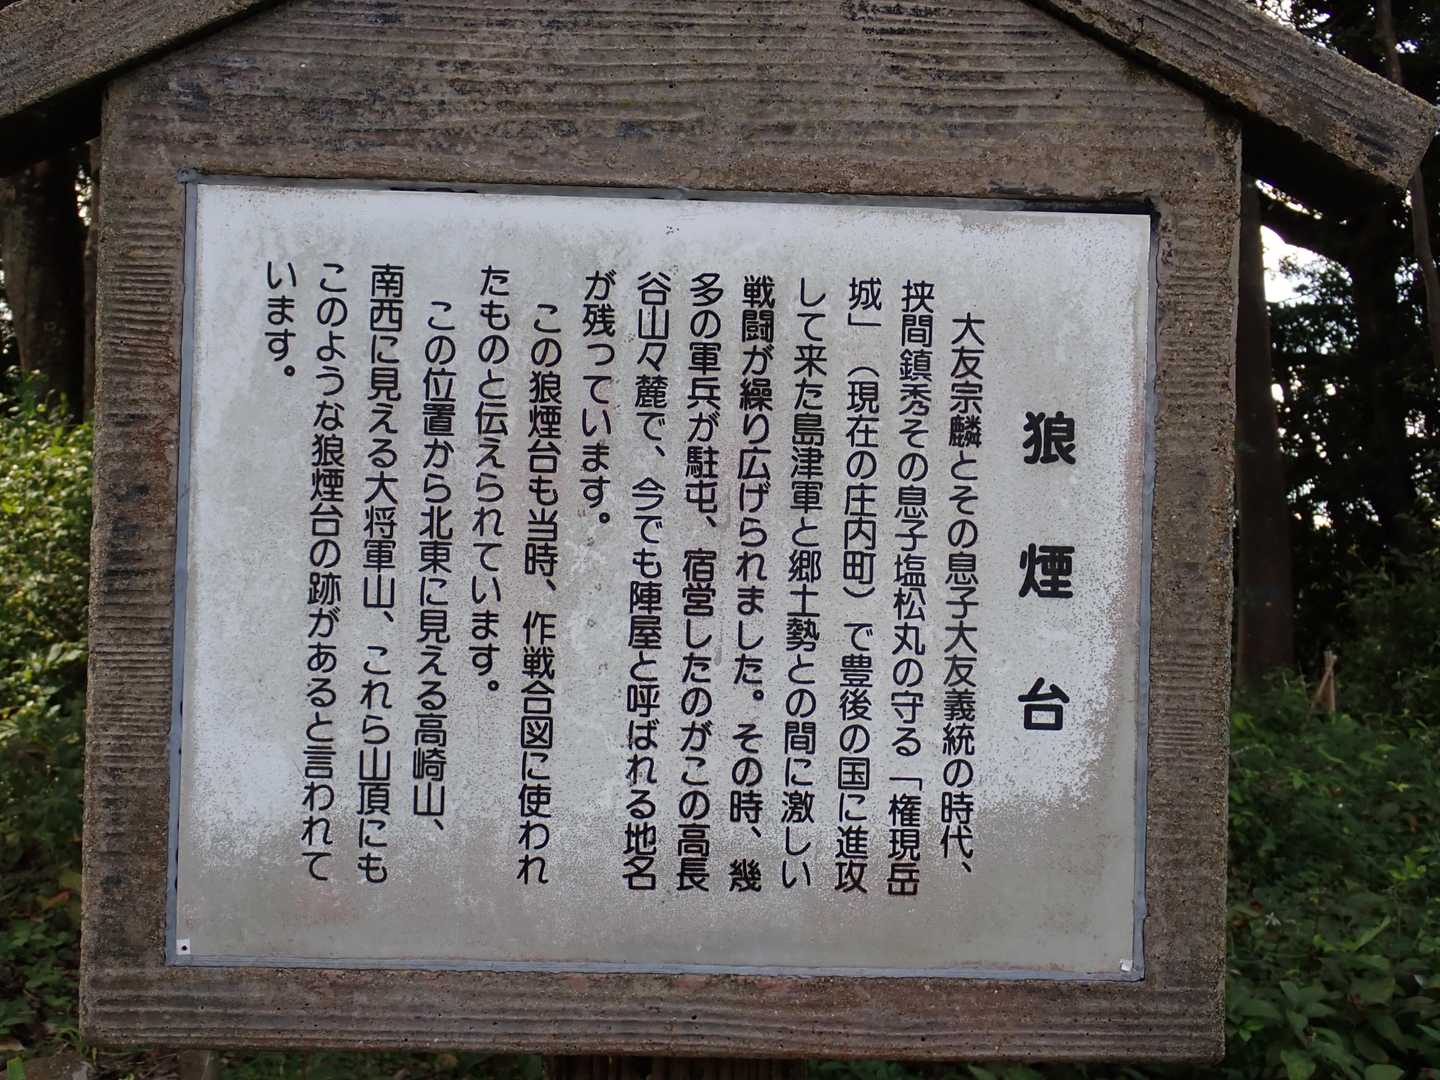 狼煙台
大友宗麟とその息子大友義統の時代、
挟間鎮秀その息子塩松丸の守る「権現岳
城」（現在の庄内町）で豊後の国に進攻
して来た島津軍と郷士勢との間に激しい
戦闘が繰り広げられました。その時、幾
多の軍兵が駐屯、宿営したのがこの高長
谷山々麓で、今でも陣屋と呼ばれる地名
が残っています。
この狼煙台も当時、作戦合図に使われ
たものと伝えられています。
この位置から北東に見える高崎山、
南西に見える大将軍山、これら山頂にも
このような狼煙台の跡があると言われて
います。